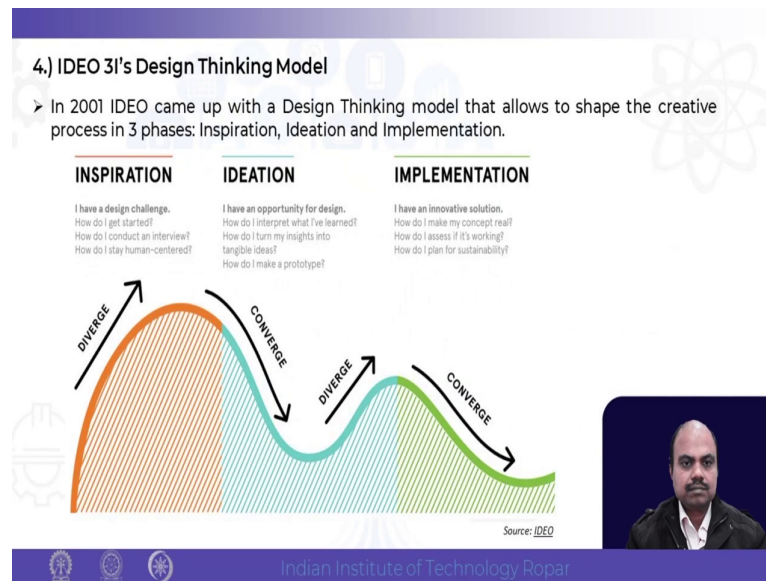 4.) IDEO 3I's Design Thinking Model
➢ In 2001 IDEO came up with a Design Thinking model that allows to shape the creative
process in 3 phases: Inspiration, Ideation and Implementation.
INSPIRATION
I have a design challenge.
How do I get started?
How do I conduct an interview?
How do I stay human-centered?
IDEATION
I have an opportunity for design.
How do I interpret what I've learned?
How do I turn my insights into
tangible ideas?
How do I make a prototype?
IMPLEMENTATION
I have an innovative solution.
How do I make my concept real?
How do I assess if it's working?
How do I plan for sustainability?
DIVERGE
CONVERGE
DIVERGE
CONVERGE
Source: IDEO
Indian Institute of Technology Ropar